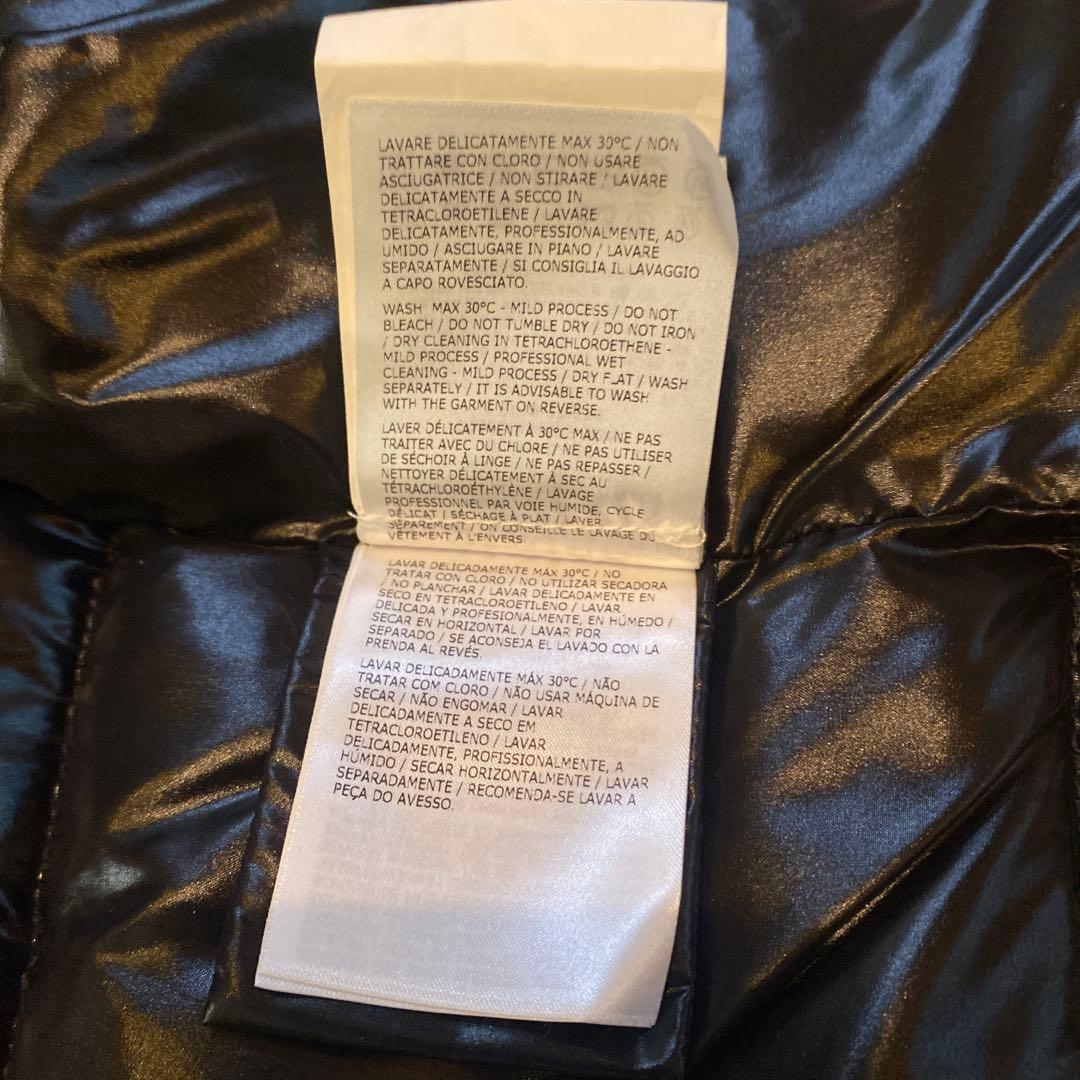 LAVARE DELICATAMENTE MAX 30°C / NON
TRATTARE CON CLORO / NON USARE
ASCIUGATRICE / NON STIRARE / LAVARE
DELICATAMENTE A SECCO IN
TETRACLOROETILENE / LAVARE
DELICATAMENTE, PROFESSIONALMENTE, AD
UMIDO / ASCIUGARE IN PIANO / LAVARE
SEPARATAMENTE / SI CONSIGLIA IL LAVAGGIO
A CAPO ROVESCIATO.
WASH MAX 30°C - MILD PROCESS / DO NOT
BLEACH / DO NOT TUMBLE DRY / DO NOT IRON
/ DRY CLEANING IN TETRACHLOROETHENE -
MILD PROCESS / PROFESSIONAL WET
CLEANING - MILD PROCESS / DRY FLAT / WASH
SEPARATELY / IT IS ADVISABLE TO WASH
WITH THE GARMENT ON REVERSE.
LAVER DÉLICATEMENT À 30°C MAX / NE PAS
TRAITER AVEC DU CHLORE / NE PAS UTILISER
DE SÉCHOIR À LINGE / NE PAS REPASSER /
NETTOYER DÉLICATEMENT À SEC AU
TÉTRACHLOROÉTHYLÈNE / LAVAGE
PROFESSIONNEL PAR VOIE HUMIDE, CYCLE
DÉLICAT / SÉCHAGE À PLAT / LAVER
SÉPARÉMENT / ON CONSEILLE LE LAVAGE DU
VÊTEMENT À L'ENVERS.
LAVAR DELICADAMENTE MÁX 30°C / NO
TRATAR CON CLORO / NO UTILIZAR SECADORA
/ NO PLANCHAR / LAVAR DELICADAMENTE EN
SECO EN TETRACLOROETILENO / LAVAR
DELICADA Y PROFESIONALMENTE, EN HÚMEDO /
SECAR EN HORIZONTAL / LAVAR POR
SEPARADO / SE ACONSEJA EL LAVADO CON LA
PRENDA AL REVÉS.
LAVAR DELICADAMENTE MÁX 30°C / NÃO
TRATAR COM CLORO / NÃO USAR MÁQUINA DE
SECAR / NÃO ENGOMAR / LAVAR
DELICADAMENTE A SECO EM
TETRACLOROETILENO / LAVAR
DELICADAMENTE, PROFISSIONALMENTE, A
HÚMIDO / SECAR HORIZONTALMENTE / LAVAR
SEPARADAMENTE / RECOMENDA-SE LAVAR A
PEÇA DO AVESSO.